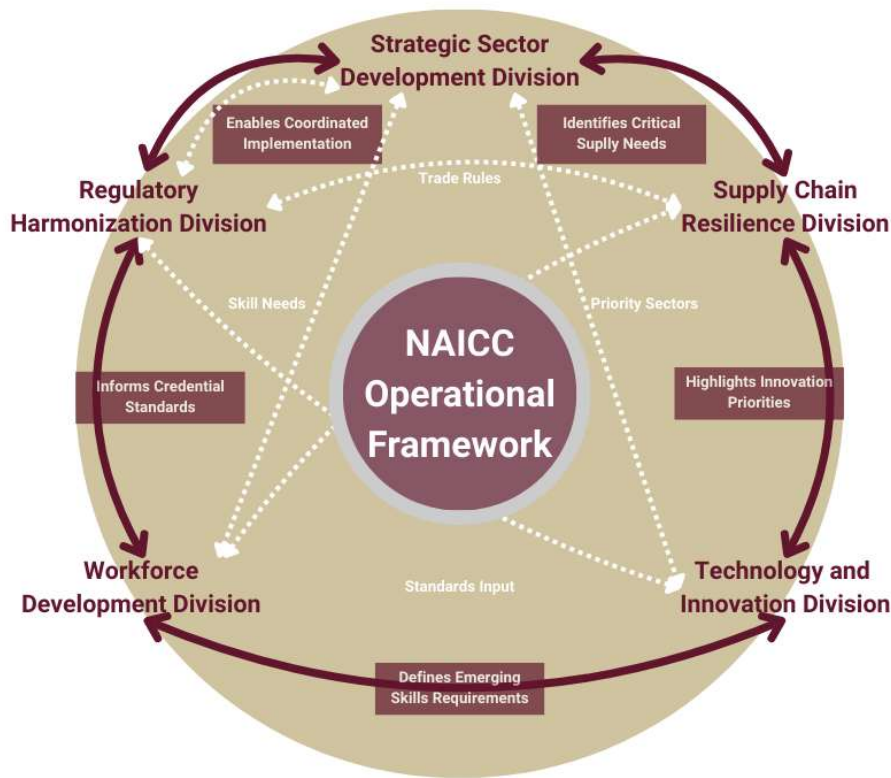 Strategic Sector
Development Division
Enables Coordinated
Implementation
Identifies Critical
Suplly Needs
Trade Rules
Regulatory
Harmonization Division
Supply Chain
Resilience Division
Skill Needs
Priority Sectors
NAICC
Operational
Framework
Informs Credential
Standards
Highlights Innovation
Priorities
Workforce
Development Division
Standards Input
Technology and
Innovation Division
Defines Emerging
Skills Requirements